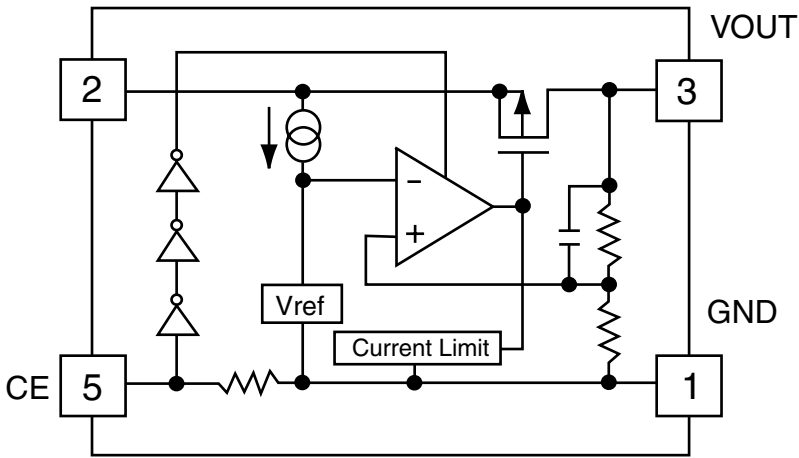 VOUT
2
3
−
+
Vref
GND
Current Limit
CE
5
1